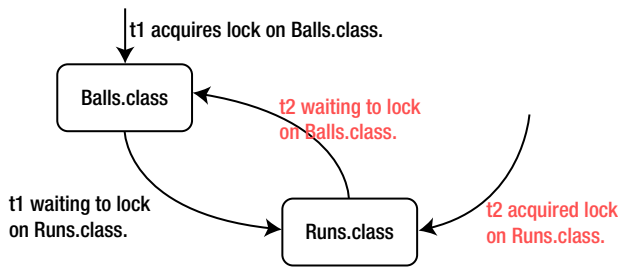 t1 acquires lock on Balls.class.
Balls.class
t2 waiting to lock
on Balls.class.
t1 waiting to lock
on Runs.class.
Runs.class
t2 acquired lock
on Runs.class.